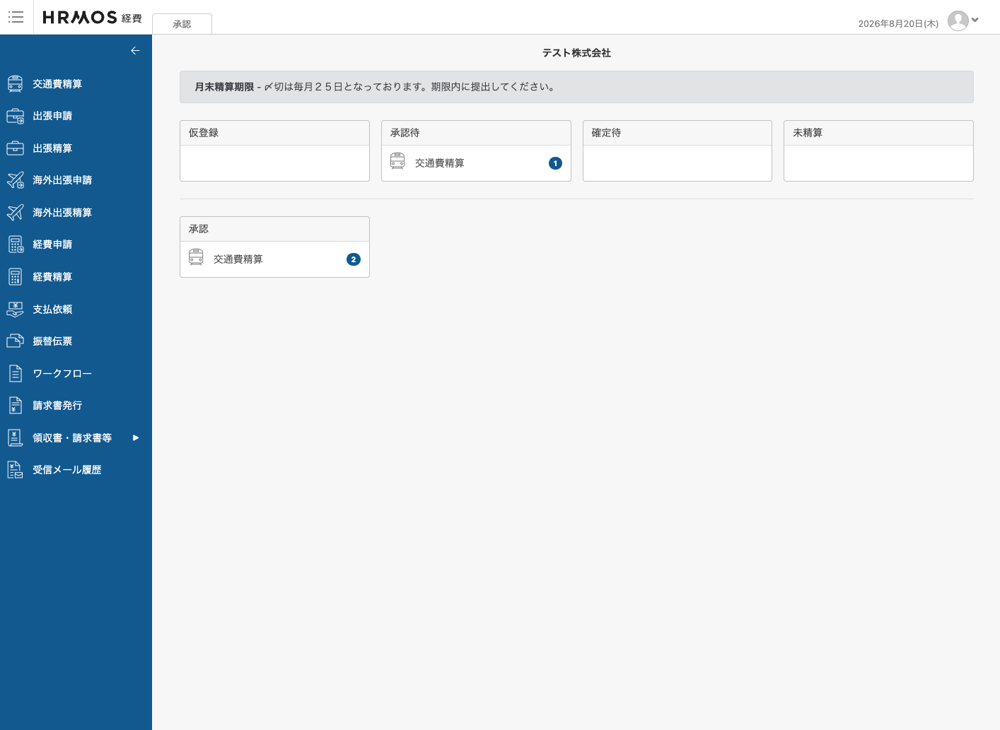 HRMOS 経費
承認
2026年8月20日(木)
テスト株式会社
月末精算期限 - 〆切は毎月２５日となっております。期限内に提出してください。
交通費精算
出張申請
出張精算
海外出張申請
海外出張精算
経費申請
経費精算
支払依頼
振替伝票
ワークフロー
請求書発行
領収書・請求書等
受信メール履歴
仮登録
承認待
交通費精算 1
確定待
未精算
承認
交通費精算 2